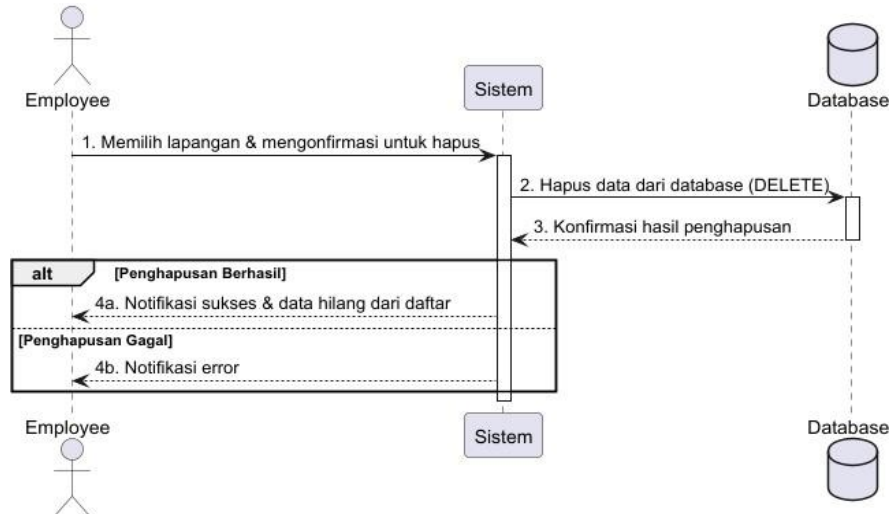 Employee
Sistem
Database
1. Memilih lapangan & mengonfirmasi untuk hapus
2. Hapus data dari database (DELETE)
3. Konfirmasi hasil penghapusan
alt
[Penghapusan Berhasil]
4a. Notifikasi sukses & data hilang dari daftar
[Penghapusan Gagal]
4b. Notifikasi error
Employee
Sistem
Database